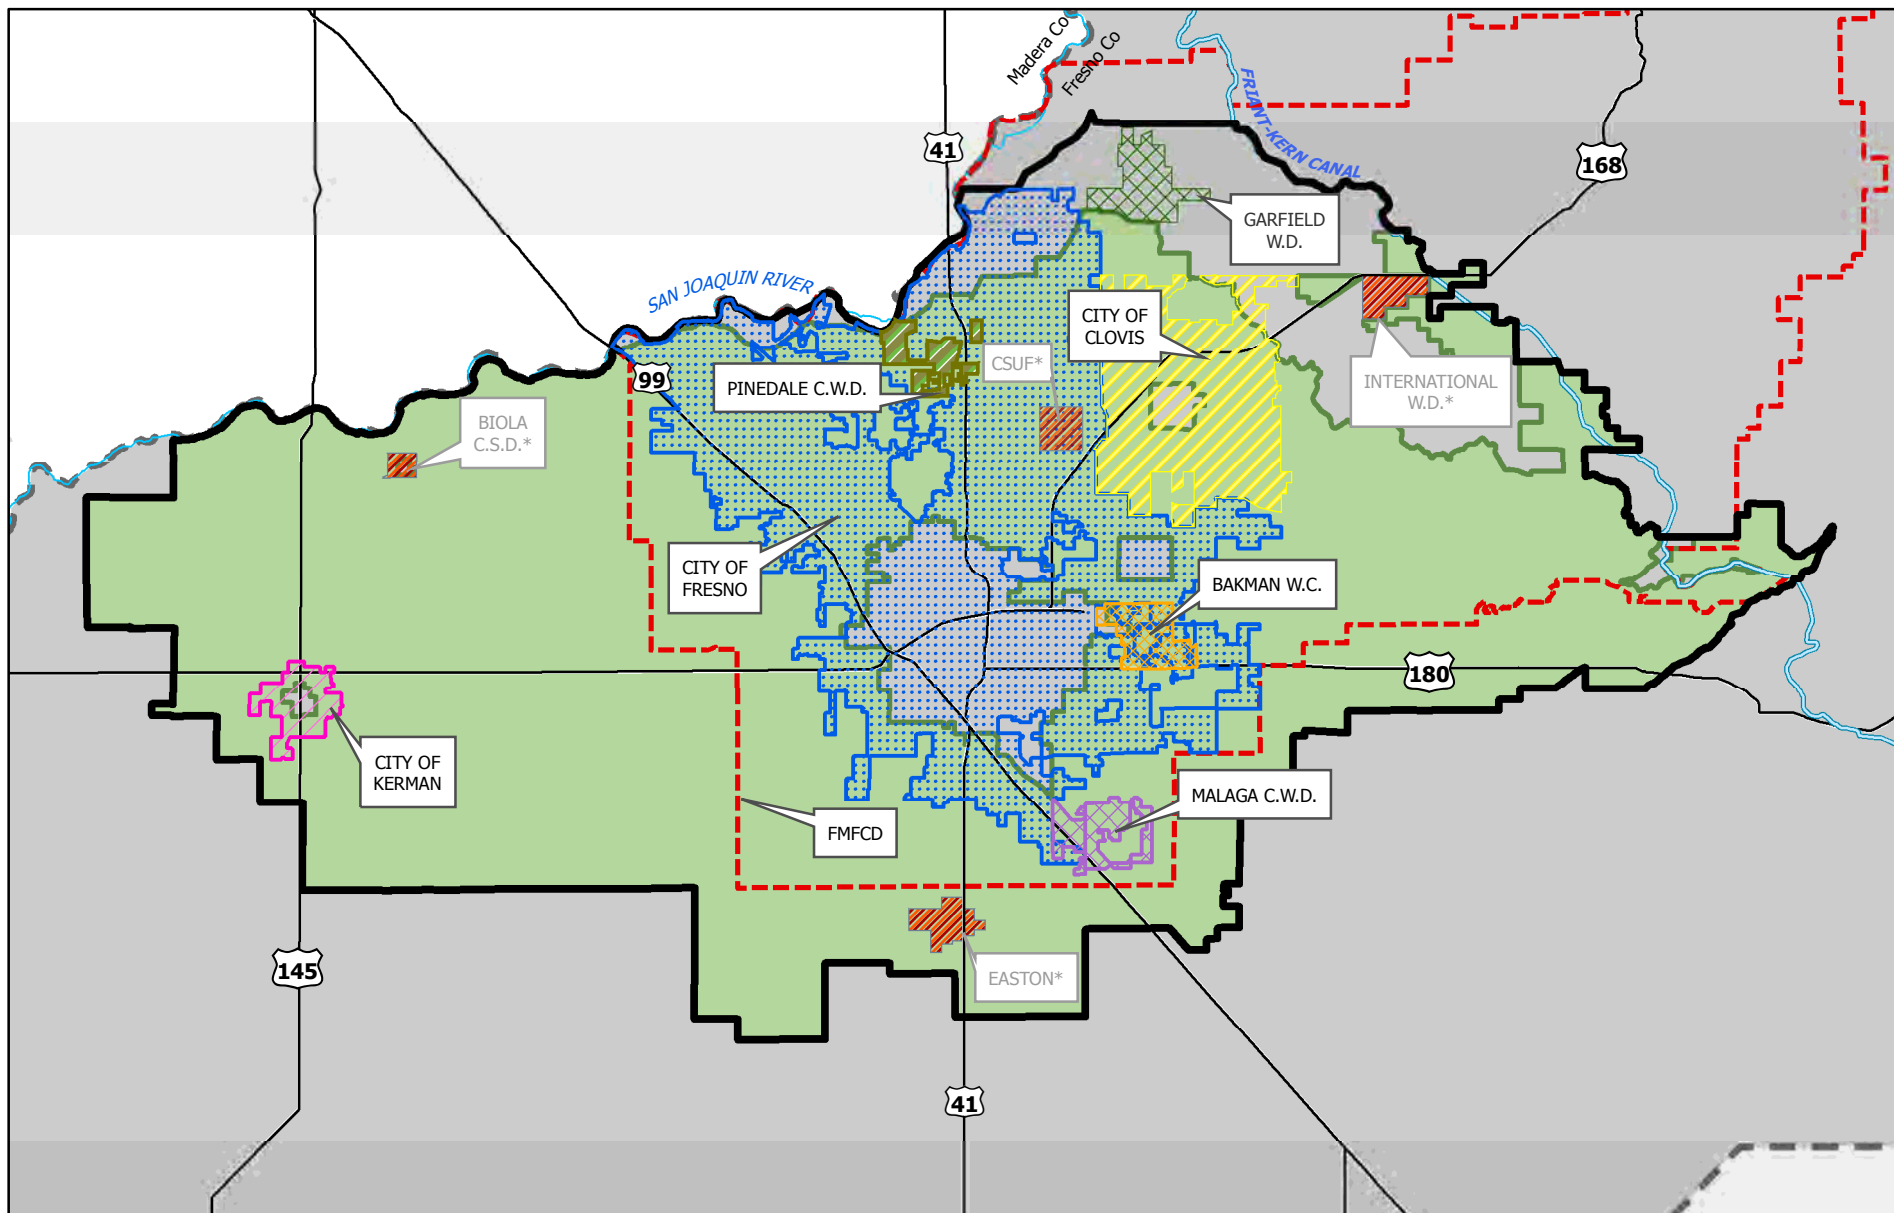 Madera Co
Fresno Co
41
FRIANT-KERN CANAL
168
GARFIELD
W.D.
SAN JOAQUIN RIVER
CITY OF
CLOVIS
99
PINEDALE C.W.D.
CSUF*
INTERNATIONAL
W.D.*
BIOLA
C.S.D.*
CITY OF
FRESNO
BAKMAN W.C.
180
CITY OF
KERMAN
MALAGA C.W.D.
FMFCD
145
EASTON*
41